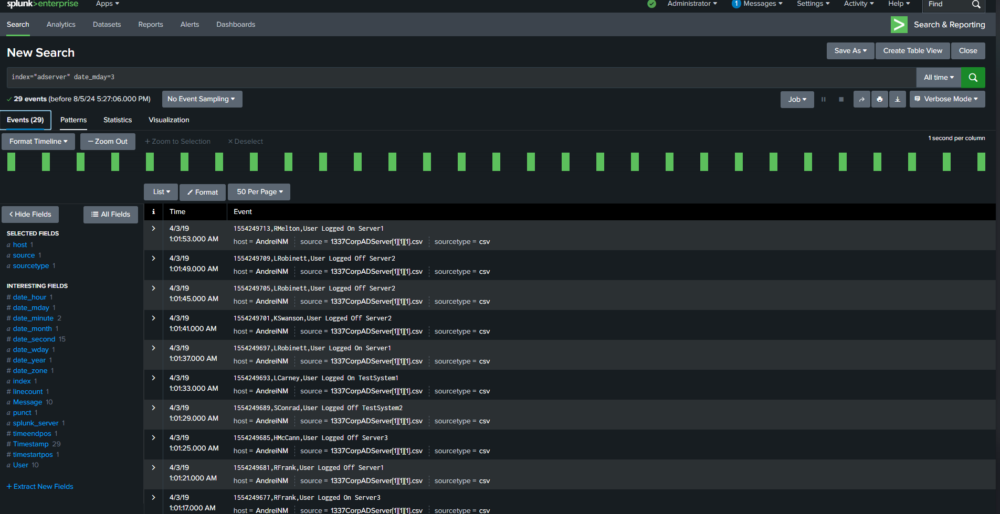 splunk>enterprise Apps Administrator 1 Messages Settings Activity Help Find
Search Analytics Datasets Reports Alerts Dashboards Search & Reporting
New Search Save As Create Table View Close
index="adserver" date_mday=3 All time
29 events (before 8/5/24 5:27:06.000 PM) No Event Sampling Job Verbose Mode
Events (29) Patterns Statistics Visualization
Format Timeline — Zoom Out + Zoom to Selection × Deselect 1 second per column
List Format 50 Per Page
< Hide Fields All Fields
SELECTED FIELDS
a host 1
a source 1
a sourcetype 1
INTERESTING FIELDS
# date_hour 1
# date_mday 1
# date_minute 2
a date_month 1
# date_second 15
a date_wday 1
# date_year 1
# date_zone 1
a index 1
# linecount 1
a Message 10
a punct 1
a splunk_server 1
# timeendpos 1
# Timestamp 29
# timestartpos 1
a User 10
+ Extract New Fields
i Time Event
> 4/3/19 1554249713,RMelton,User Logged On Server1
1:01:53.000 AM host = AndreiNM source = 1337CorpADServer[1][1][1].csv sourcetype = csv
> 4/3/19 1554249709,LRobinett,User Logged Off Server2
1:01:49.000 AM host = AndreiNM source = 1337CorpADServer[1][1][1].csv sourcetype = csv
> 4/3/19 1554249705,LRobinett,User Logged Off Server2
1:01:45.000 AM host = AndreiNM source = 1337CorpADServer[1][1][1].csv sourcetype = csv
> 4/3/19 1554249701,KSwanson,User Logged Off Server2
1:01:41.000 AM host = AndreiNM source = 1337CorpADServer[1][1][1].csv sourcetype = csv
> 4/3/19 1554249697,LRobinett,User Logged On Server1
1:01:37.000 AM host = AndreiNM source = 1337CorpADServer[1][1][1].csv sourcetype = csv
> 4/3/19 1554249693,LCarney,User Logged On TestSystem1
1:01:33.000 AM host = AndreiNM source = 1337CorpADServer[1][1][1].csv sourcetype = csv
> 4/3/19 1554249689,SConrad,User Logged Off TestSystem2
1:01:29.000 AM host = AndreiNM source = 1337CorpADServer[1][1][1].csv sourcetype = csv
> 4/3/19 1554249685,HMcCann,User Logged Off Server3
1:01:25.000 AM host = AndreiNM source = 1337CorpADServer[1][1][1].csv sourcetype = csv
> 4/3/19 1554249681,RFrank,User Logged Off Server1
1:01:21.000 AM host = AndreiNM source = 1337CorpADServer[1][1][1].csv sourcetype = csv
> 4/3/19 1554249677,RFrank,User Logged On Server3
1:01:17.000 AM host = AndreiNM source = 1337CorpADServer[1][1][1].csv sourcetype = csv